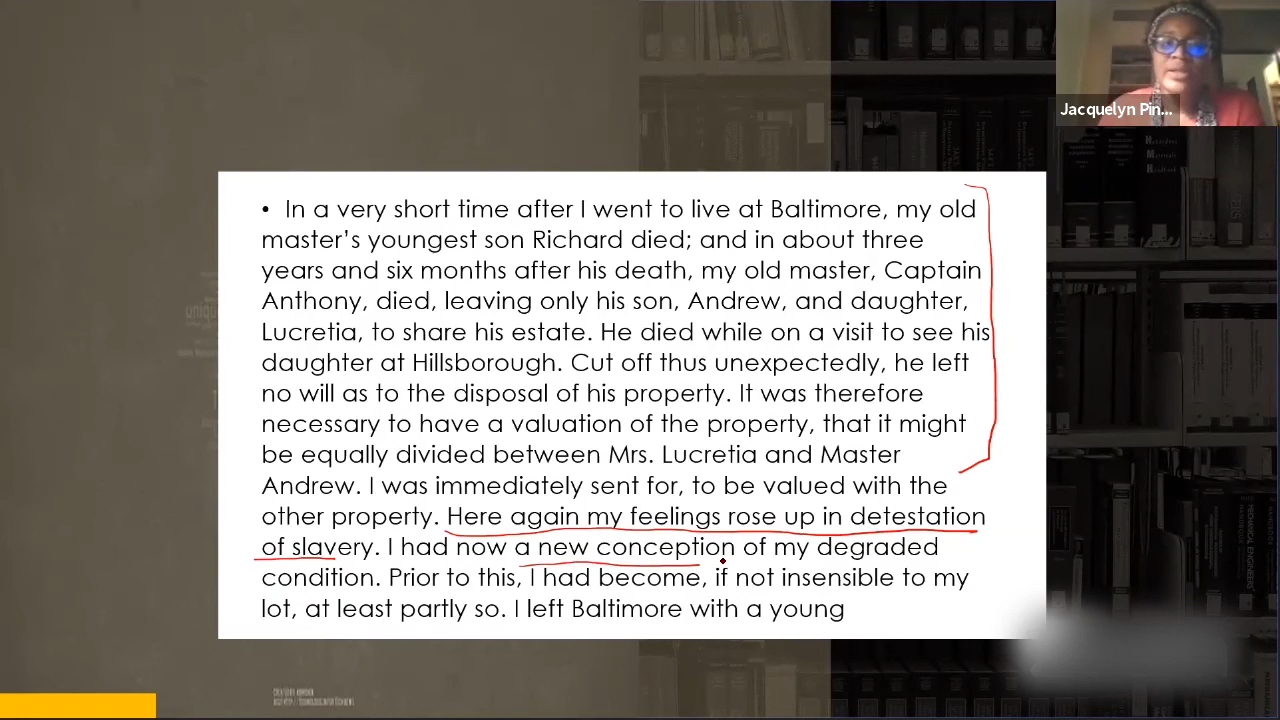 Jacquelyn Pin...
• In a very short time after I went to live at Baltimore, my old
master’s youngest son Richard died; and in about three
years and six months after his death, my old master, Captain
Anthony, died, leaving only his son, Andrew, and daughter,
Lucretia, to share his estate. He died while on a visit to see his
daughter at Hillsborough. Cut off thus unexpectedly, he left
no will as to the disposal of his property. It was therefore
necessary to have a valuation of the property, that it might
be equally divided between Mrs. Lucretia and Master
Andrew. I was immediately sent for, to be valued with the
other property. Here again my feelings rose up in detestation
of slavery. I had now a new conception of my degraded
condition. Prior to this, I had become, if not insensible to my
lot, at least partly so. I left Baltimore with a young